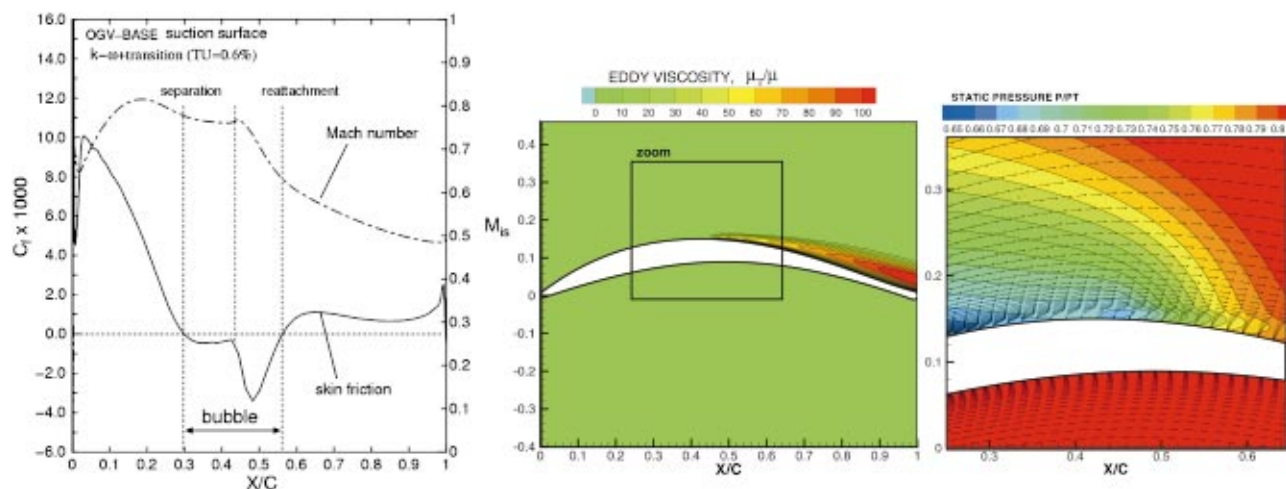 OGV-BASE suction surface
k-ω+transition (TU=0.6%)
separation
reattachment
Mach number
skin friction
bubble
16.0
14.0
12.0
10.0
8.0
6.0
4.0
2.0
0.0
-2.0
-4.0
-6.0
Cf x 1000
0 0.1 0.2 0.3 0.4 0.5 0.6 0.7 0.8 0.9 1
X/C
1
0.9
0.8
0.7
0.6
0.5
0.4
0.3
0.2
0.1
0
Mis
EDDY VISCOSITY, μT/μ
0 10 20 30 40 50 60 70 80 90 100
zoom
0.4
0.3
0.2
0.1
0
-0.1
-0.2
-0.3
-0.4
0 0.1 0.2 0.3 0.4 0.5 0.6 0.7 0.8 0.9 1
X/C
STATIC PRESSURE P/PT
0.65 0.66 0.67 0.68 0.69 0.7 0.71 0.72 0.73 0.74 0.75 0.76 0.77 0.78 0.79 0.8
0.3
0.2
0.1
0
0.3 0.4 0.5 0.6
X/C